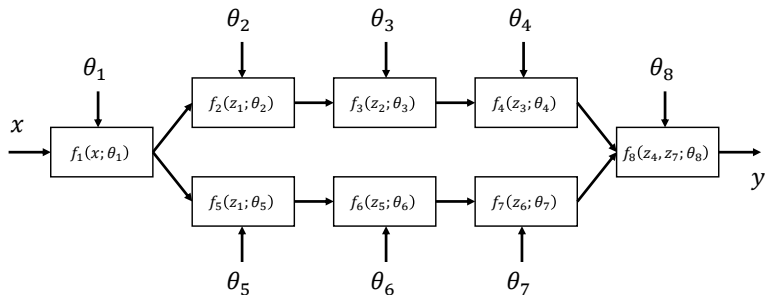 θ₂ θ₃ θ₄
θ₁ θ₈
f₂(z₁; θ₂) f₃(z₂; θ₃) f₄(z₃; θ₄)
x
f₁(x; θ₁) f₈(z₄, z₇; θ₈)
y
f₅(z₁; θ₅) f₆(z₅; θ₆) f₇(z₆; θ₇)
θ₅ θ₆ θ₇